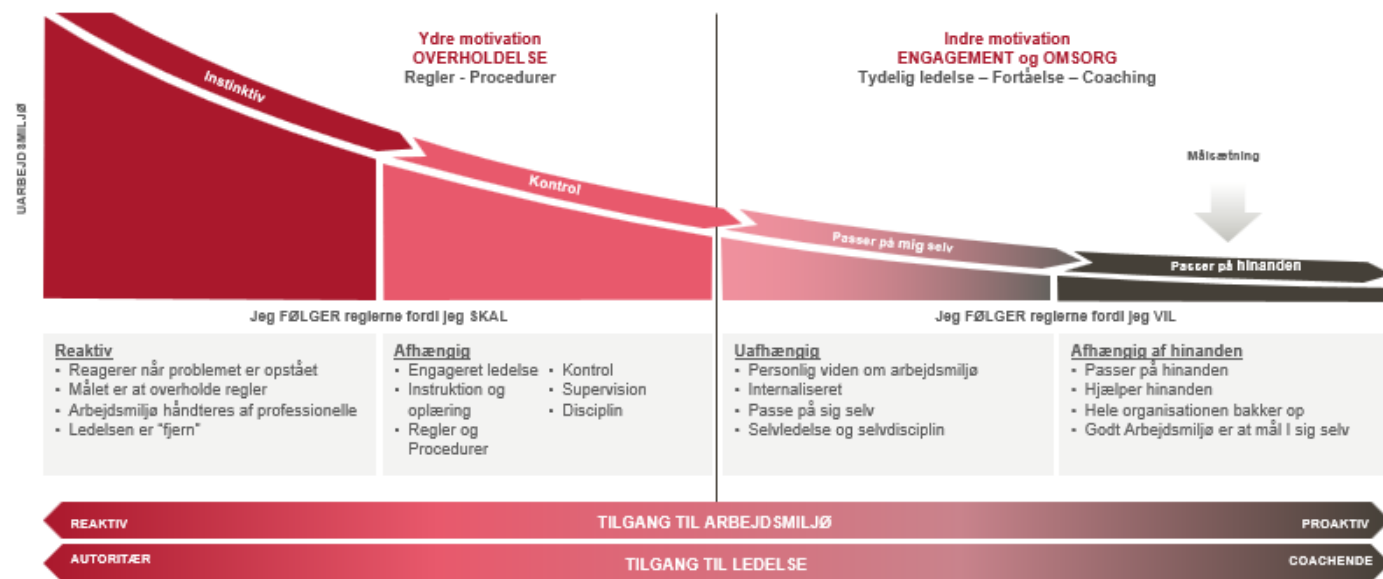 Ydre motivation
OVERHOLDELSE
Regler - Procedurer
Indre motivation
ENGAGEMENT og OMSORG
Tydelig ledelse – Fortåelse – Coaching
UARBEJDSMILJØ
Instinktiv
Kontrol
Passer på mig selv
Målsætning
Passer på hinanden
Jeg FØLGER reglerne fordi jeg SKAL
Jeg FØLGER reglerne fordi jeg VIL
Reaktiv
▪ Reagerer når problemet er opstået
▪ Målet er at overholde regler
▪ Arbejdsmiljø håndteres af professionelle
▪ Ledelsen er "fjern"
Afhængig
▪ Engageret ledelse
▪ Instruktion og
oplæring
▪ Regler og
Procedurer
▪ Kontrol
▪ Supervision
▪ Disciplin
Uafhængig
▪ Personlig viden om arbejdsmiljø
▪ Internaliseret
▪ Passe på sig selv
▪ Selvledelse og selvdisciplin
Afhængig af hinanden
▪ Passer på hinanden
▪ Hjælper hinanden
▪ Hele organisationen bakker op
▪ Godt Arbejdsmiljø er at mål I sig selv
REAKTIV
TILGANG TIL ARBEJDSMILJØ
PROAKTIV
AUTORITÆR
TILGANG TIL LEDELSE
COACHENDE